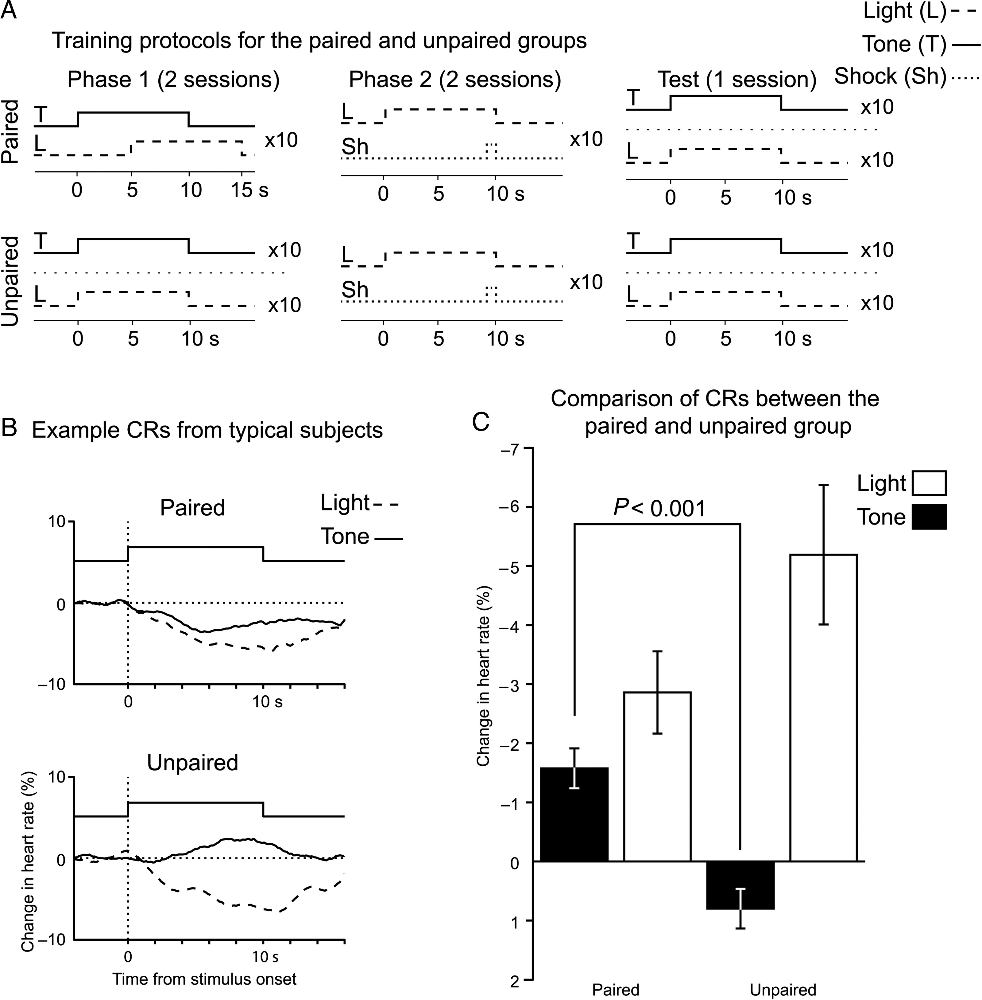 A
Light (L)
Tone (T)
Shock (Sh)
Training protocols for the paired and unpaired groups
Phase 1 (2 sessions)
Phase 2 (2 sessions)
Test (1 session)
Paired
T
L
x10
0 5 10 15 s
L
Sh
x10
0 5 10 s
T
x10
L
x10
0 5 10 s
Unpaired
T
x10
L
x10
0 5 10 s
L
Sh
x10
0 5 10 s
T
x10
L
x10
0 5 10 s
B
Example CRs from typical subjects
Paired
Light
Tone
10
0
–10
0 10 s
Unpaired
Change in heart rate (%)
10
0
–10
0 10 s
Time from stimulus onset
C
Comparison of CRs between the
paired and unpaired group
Light
Tone
P < 0.001
Change in heart rate (%)
–7
–6
–5
–4
–3
–2
–1
0
1
2
Paired Unpaired